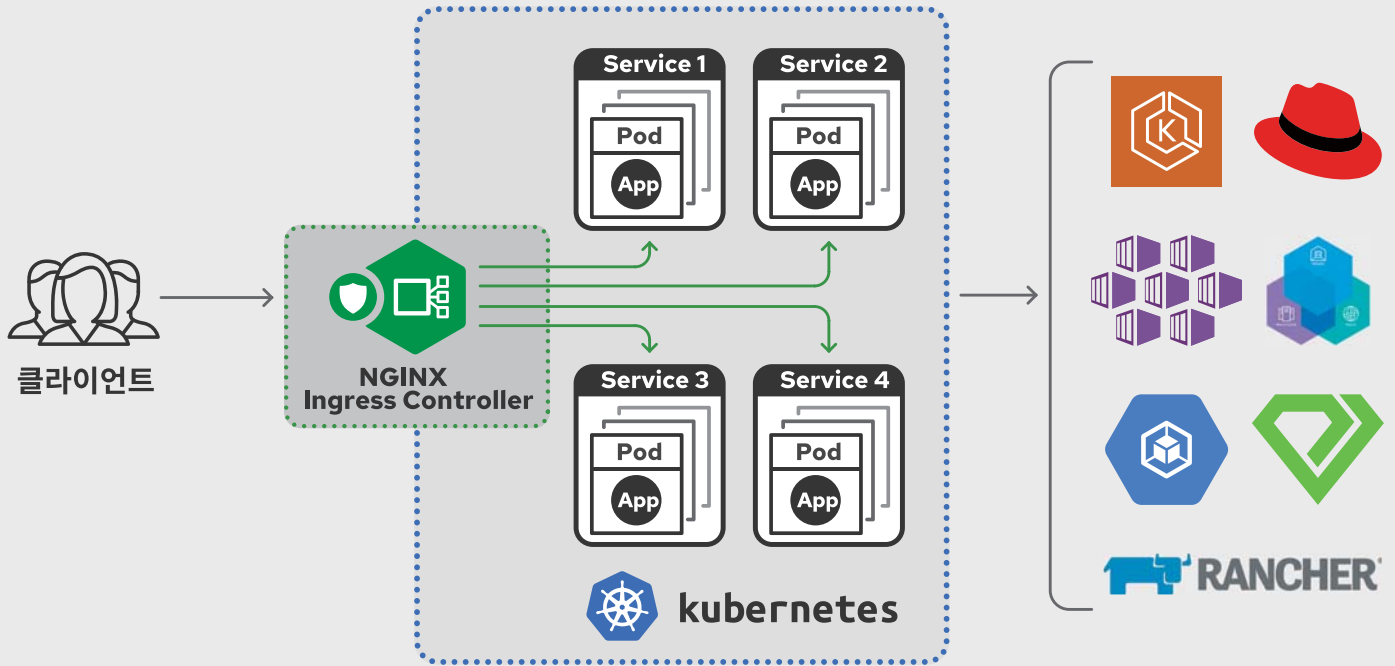 클라이언트
NGINX
Ingress Controller
Service 1
Pod
App
Service 2
Pod
App
Service 3
Pod
App
Service 4
Pod
App
kubernetes
K
RANCHER